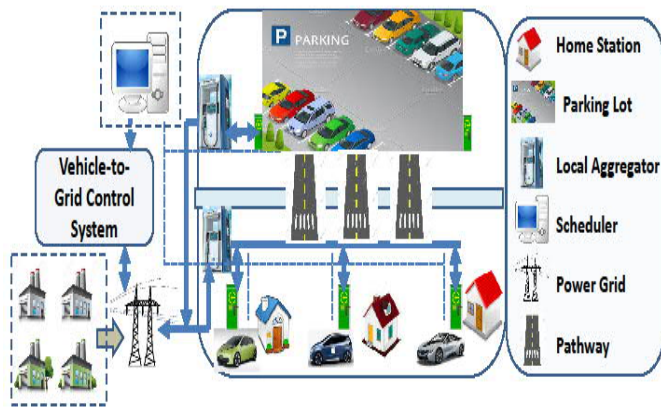 P PARKING
Vehicle-to-
Grid Control
System
Home Station
Parking Lot
Local Aggregator
Scheduler
Power Grid
Pathway